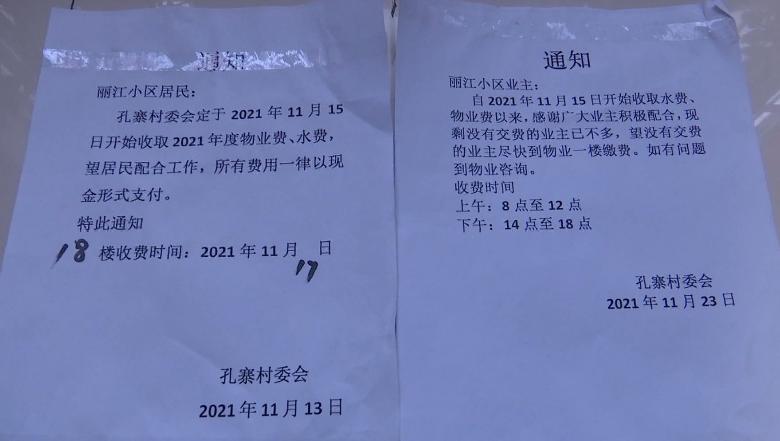 通知
丽江小区居民：
孔寨村委会定于 2021 年 11 月 15
日开始收取 2021 年度物业费、水费，
望居民配合工作，所有费用一律以现
金形式支付。
特此通知
18 楼收费时间：2021 年 11 月 17 日
孔寨村委会
2021 年 11 月 13 日
通知
丽江小区业主：
自 2021 年 11 月 15 日开始收取水费、
物业费以来，感谢广大业主积极配合，现
剩没有交费的业主已不多，望没有交费
的业主尽快到物业一楼缴费。如有问题
到物业咨询。
收费时间
上午：8 点至 12 点
下午：14 点至 18 点
孔寨村委会
2021 年 11 月 23 日